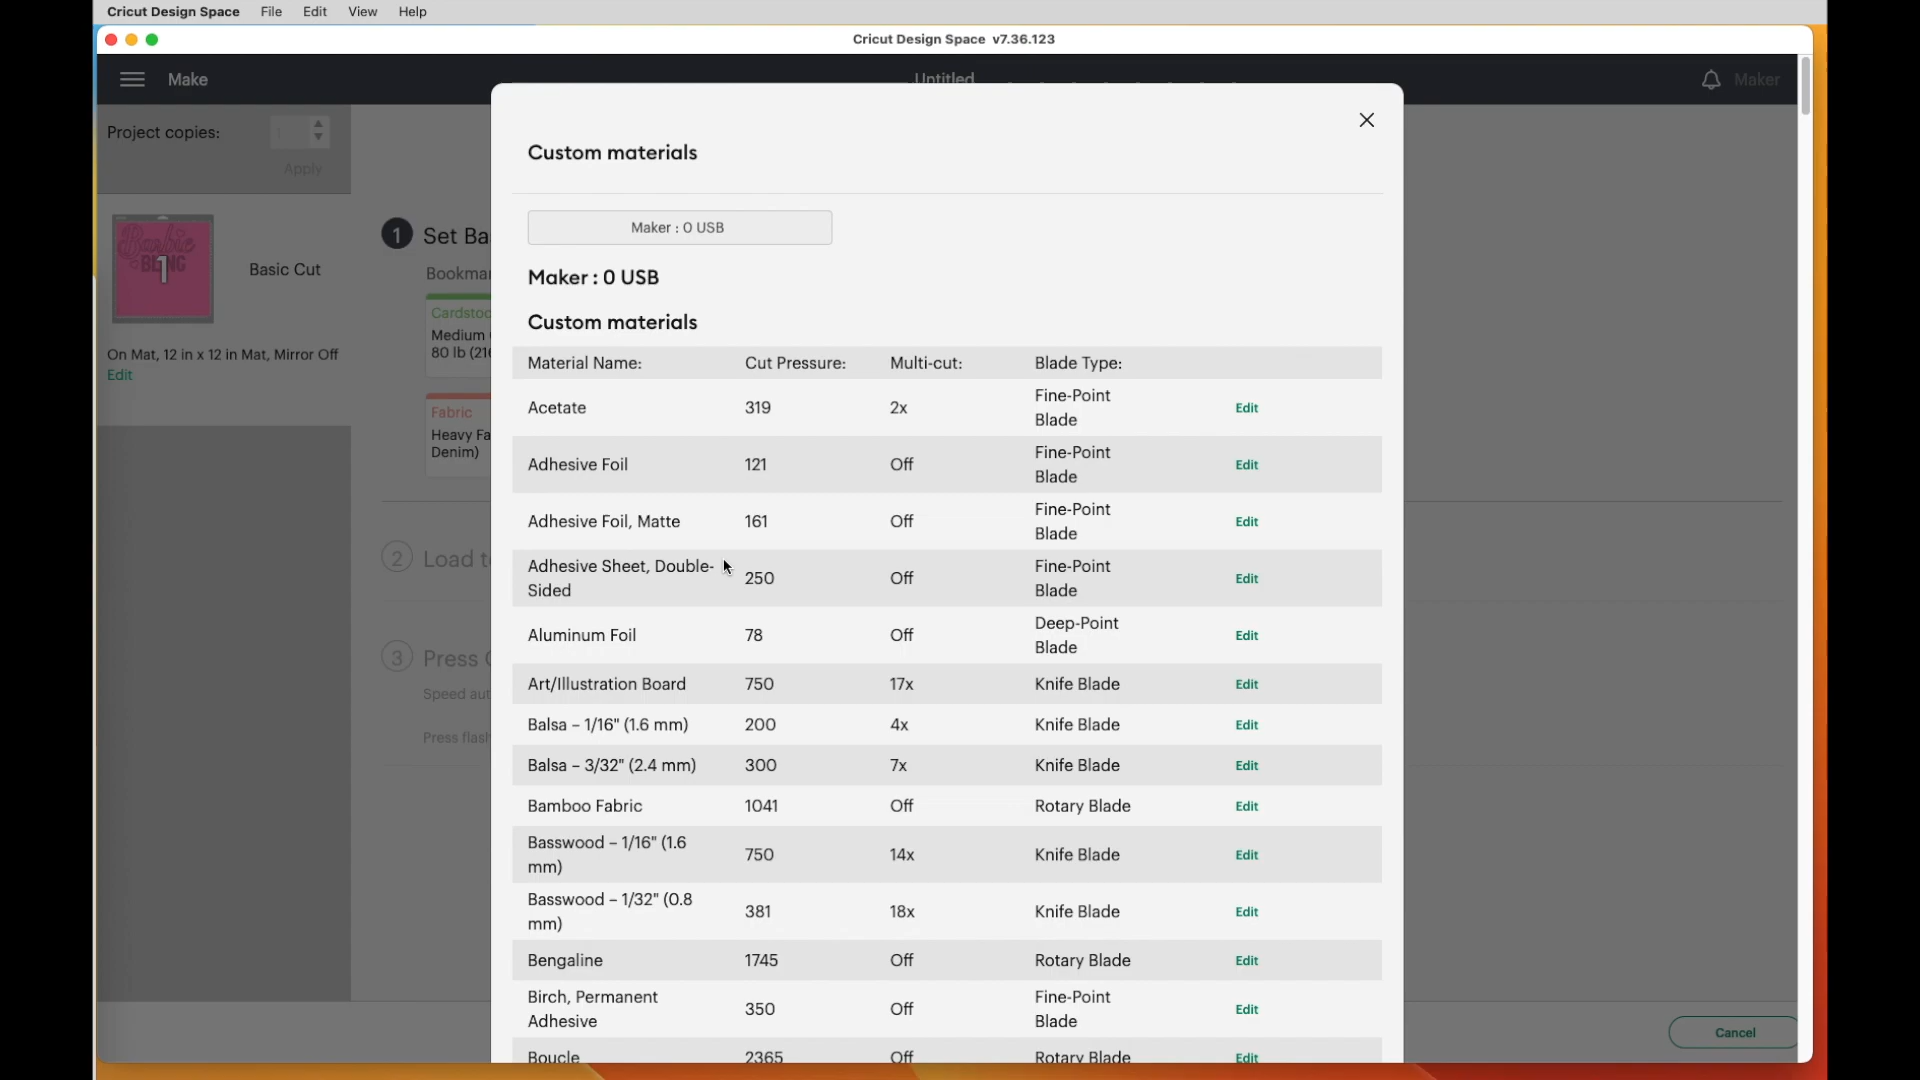 Cricut Design Space File Edit View Help
Cricut Design Space v7.36.123
Make Untitled Maker
Project copies:
Apply
Barbie
BLING
1
Basic Cut
On Mat, 12 in x 12 in Mat, Mirror Off
Edit
1 Set Ba
Bookmar
Cardstoc
Medium
80 lb (216
Fabric
Heavy Fa
Denim)
2 Load to
3 Press
Speed aut
Press flash
Custom materials
Maker : 0 USB
Maker : 0 USB
Custom materials
Material Name: Cut Pressure: Multi-cut: Blade Type:
Acetate 319 2x Fine-Point Blade Edit
Adhesive Foil 121 Off Fine-Point Blade Edit
Adhesive Foil, Matte 161 Off Fine-Point Blade Edit
Adhesive Sheet, Double-Sided 250 Off Fine-Point Blade Edit
Aluminum Foil 78 Off Deep-Point Blade Edit
Art/Illustration Board 750 17x Knife Blade Edit
Balsa – 1/16" (1.6 mm) 200 4x Knife Blade Edit
Balsa – 3/32" (2.4 mm) 300 7x Knife Blade Edit
Bamboo Fabric 1041 Off Rotary Blade Edit
Basswood – 1/16" (1.6 mm) 750 14x Knife Blade Edit
Basswood – 1/32" (0.8 mm) 381 18x Knife Blade Edit
Bengaline 1745 Off Rotary Blade Edit
Birch, Permanent Adhesive 350 Off Fine-Point Blade Edit
Boucle 2365 Off Rotary Blade Edit
Cancel